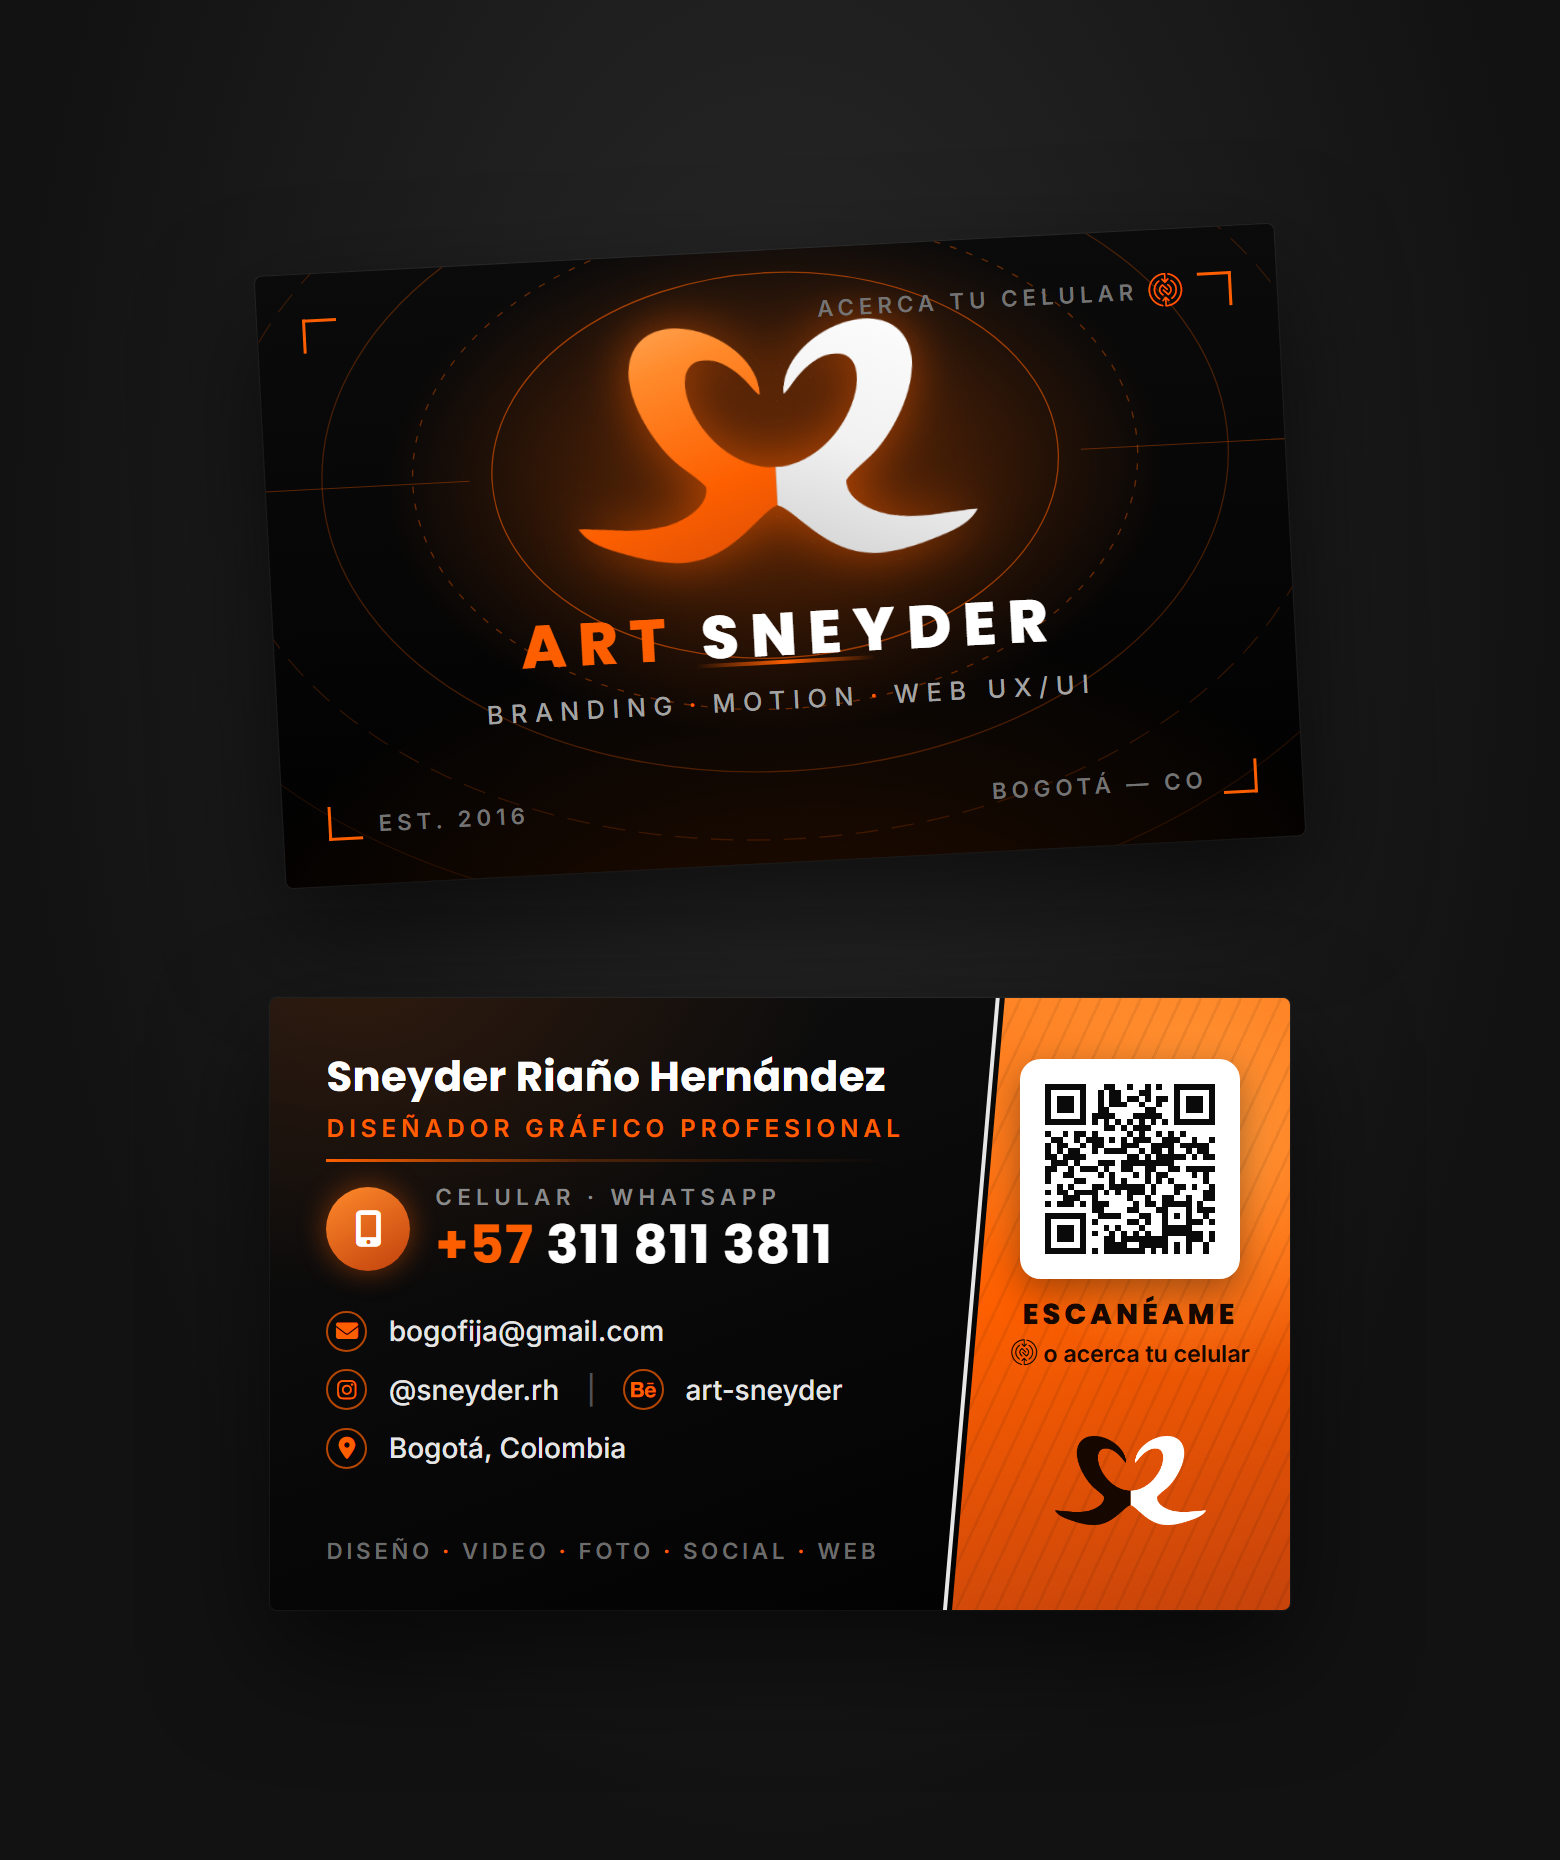 ACERCA TU CELULAR
ART SNEYDER
BRANDING · MOTION · WEB UX/UI
BOGOTÁ — CO
EST. 2016
Sneyder Riaño Hernández
DISEÑADOR GRÁFICO PROFESIONAL
CELULAR · WHATSAPP
+57 311 811 3811
bogofija@gmail.com
@sneyder.rh | Bē art-sneyder
Bogotá, Colombia
DISEÑO · VIDEO · FOTO · SOCIAL · WEB
ESCANÉAME
o acerca tu celular